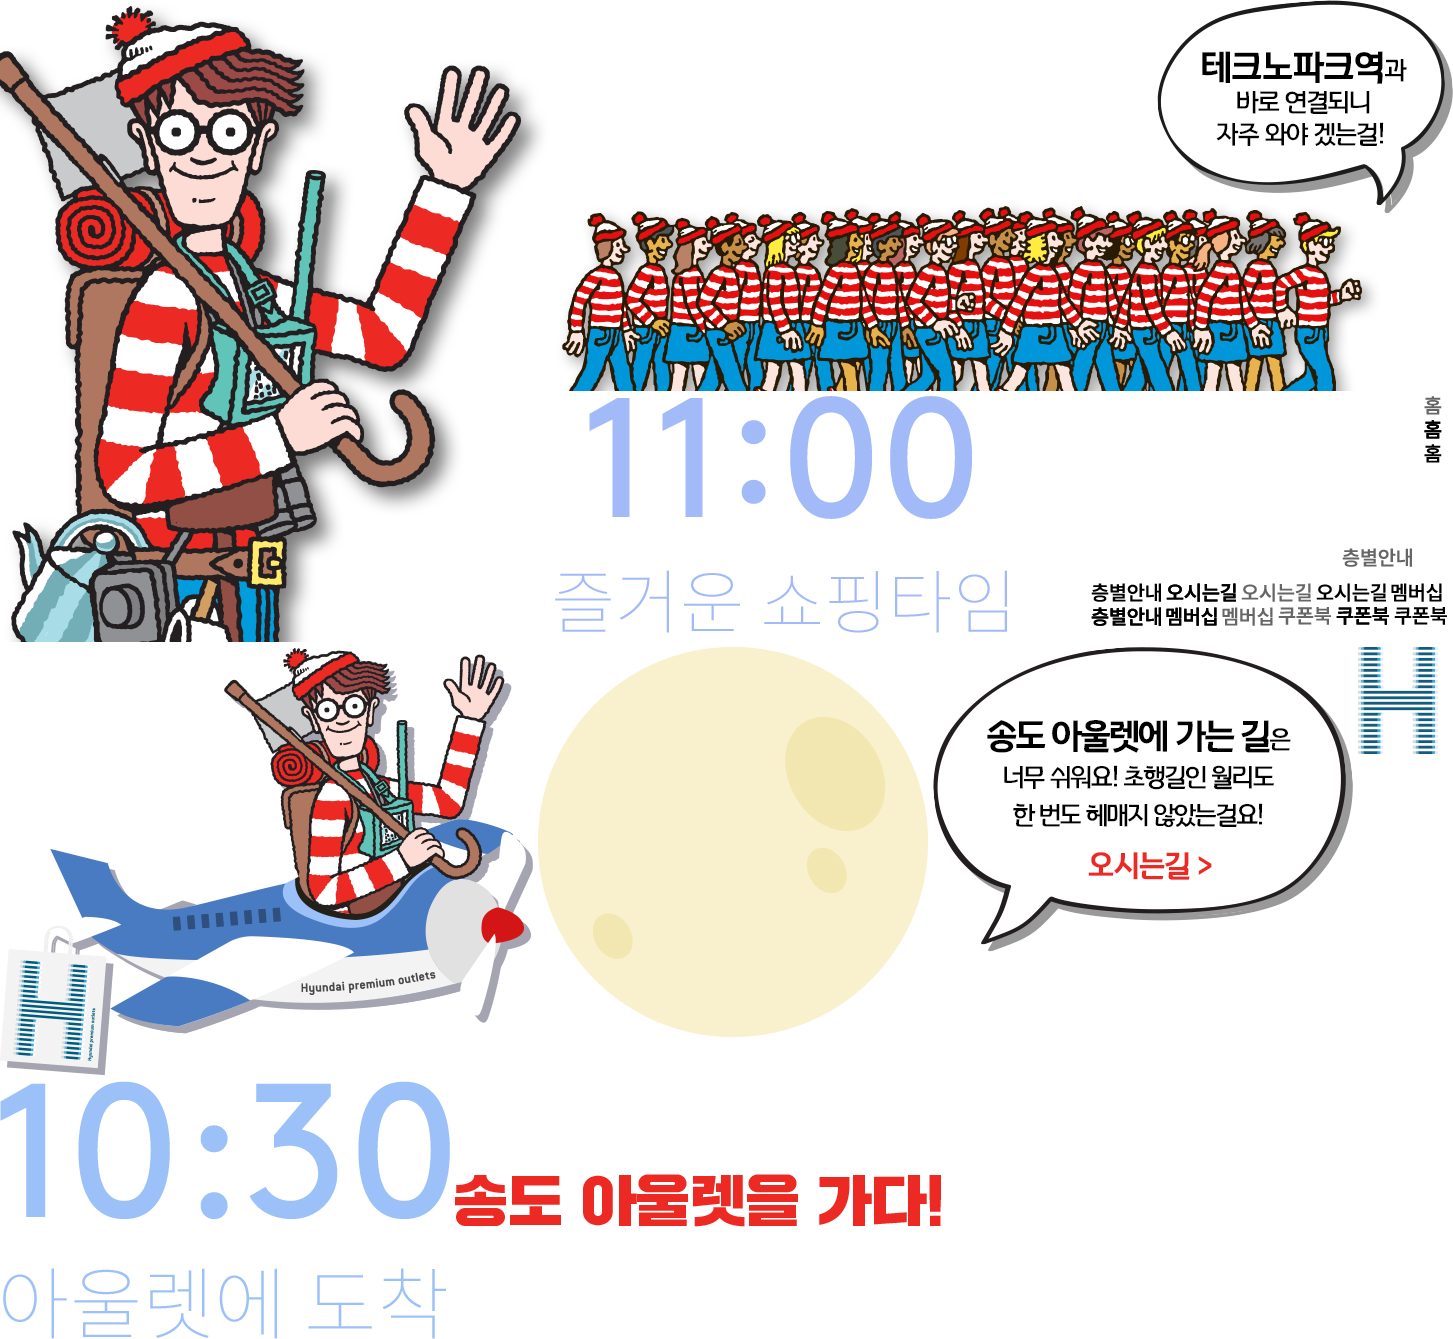 테크노파크역과
바로 연결되니
자주 와야 겠는걸!
11:00
홈
홈
홈
즐거운 쇼핑타임
층별안내
층별안내 오시는길 오시는길 오시는길 멤버십
층별안내 멤버십 멤버십 쿠폰북 쿠폰북 쿠폰북
송도 아울렛에 가는 길은
너무 쉬워요! 초행길인 월리도
한 번도 헤매지 않았는걸요!
오시는길 >
H
Hyundai premium outlets
H
Hyundai premium outlets
10:30
송도 아울렛을 가다!
아울렛에 도착